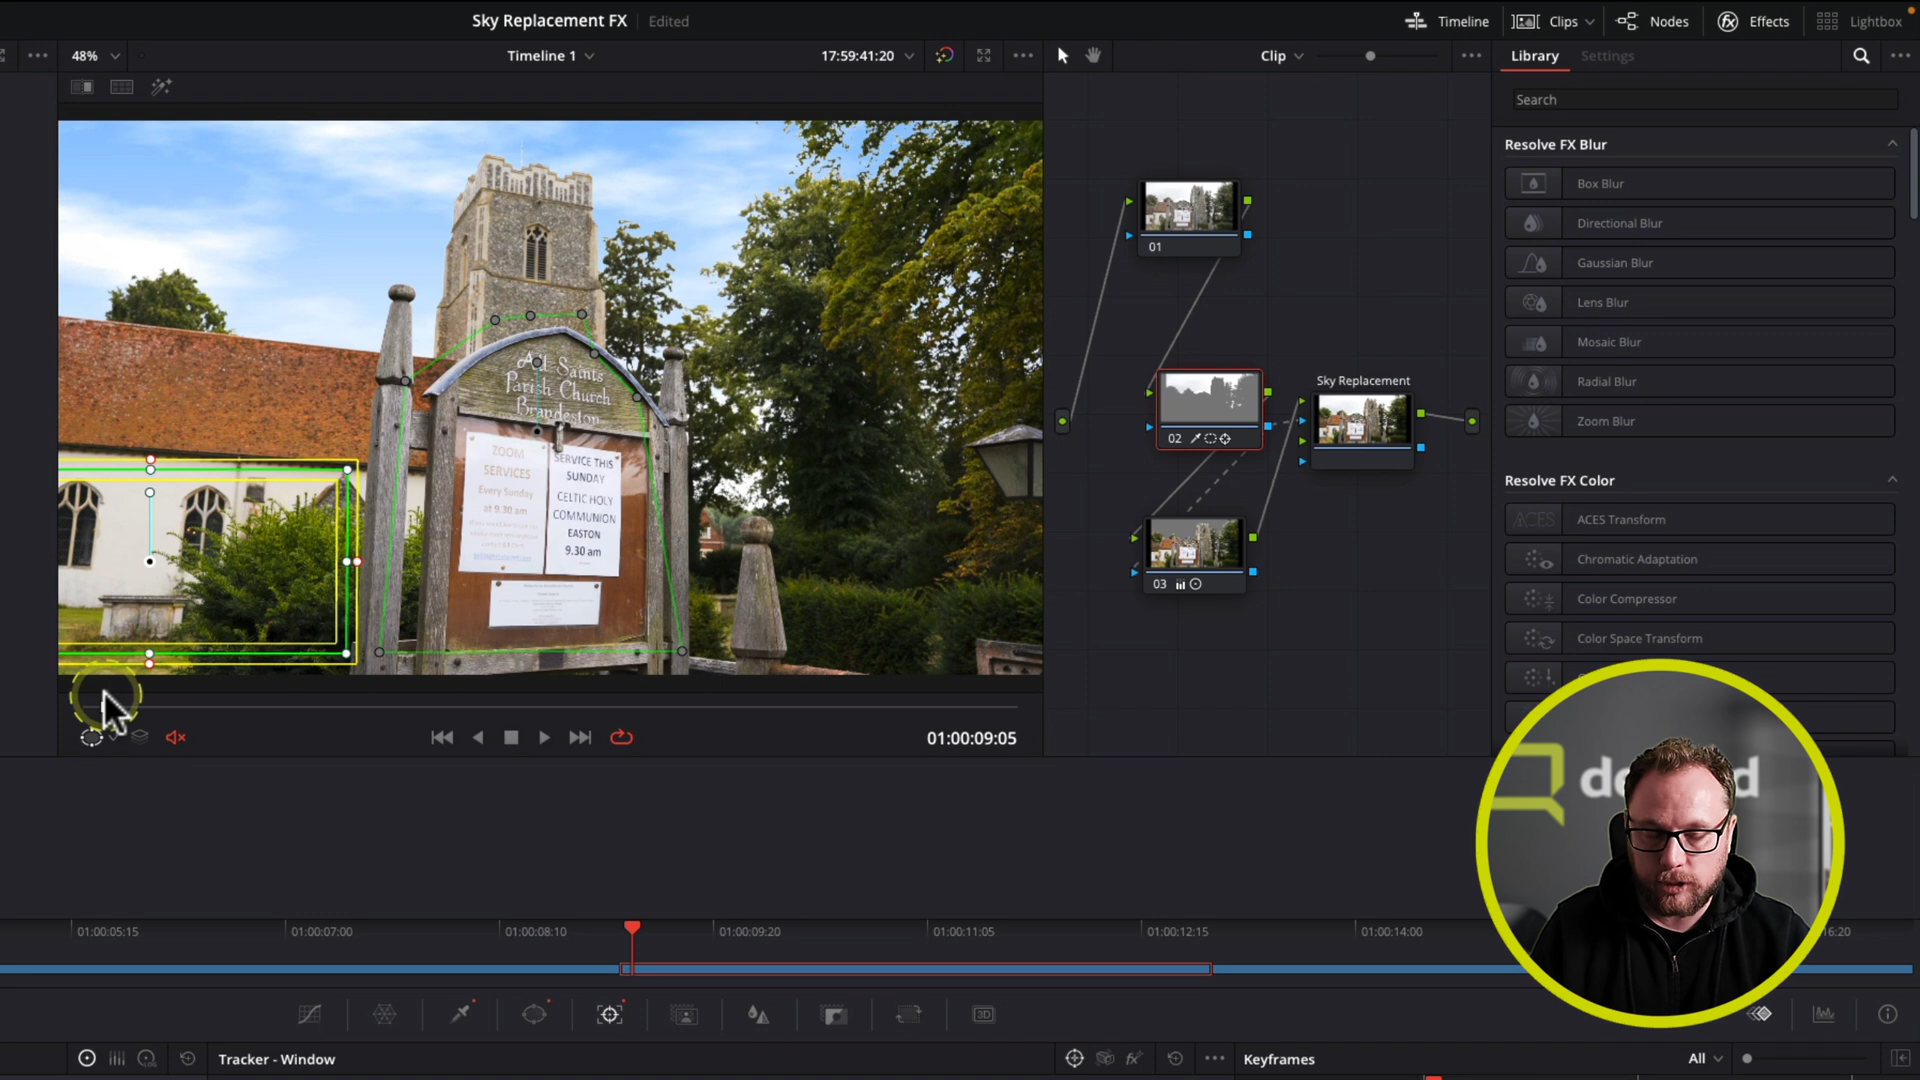 Sky Replacement FX
Edited
Timeline
Clips
Nodes
Effects
Lightbox
48%
Timeline 1
17:59:41:20
Clip
Library
Settings
Search
Resolve FX Blur
Box Blur
Directional Blur
Gaussian Blur
Lens Blur
Mosaic Blur
Radial Blur
Zoom Blur
Resolve FX Color
ACES
ACES Transform
Chromatic Adaptation
Color Compressor
Color Space Transform
01
02
Sky Replacement
03
All Saints
Parish Church
Brandeston
ZOOM
SERVICES
Every Sunday
at 9.30 am
SERVICE THIS
SUNDAY
CELTIC HOLY
COMMUNION
EASTON
9.30 am
01:00:09:05
01:00:05:15
01:00:07:00
01:00:08:10
01:00:09:20
01:00:11:05
01:00:12:15
01:00:14:00
16:20
3D
Tracker - Window
Keyframes
All